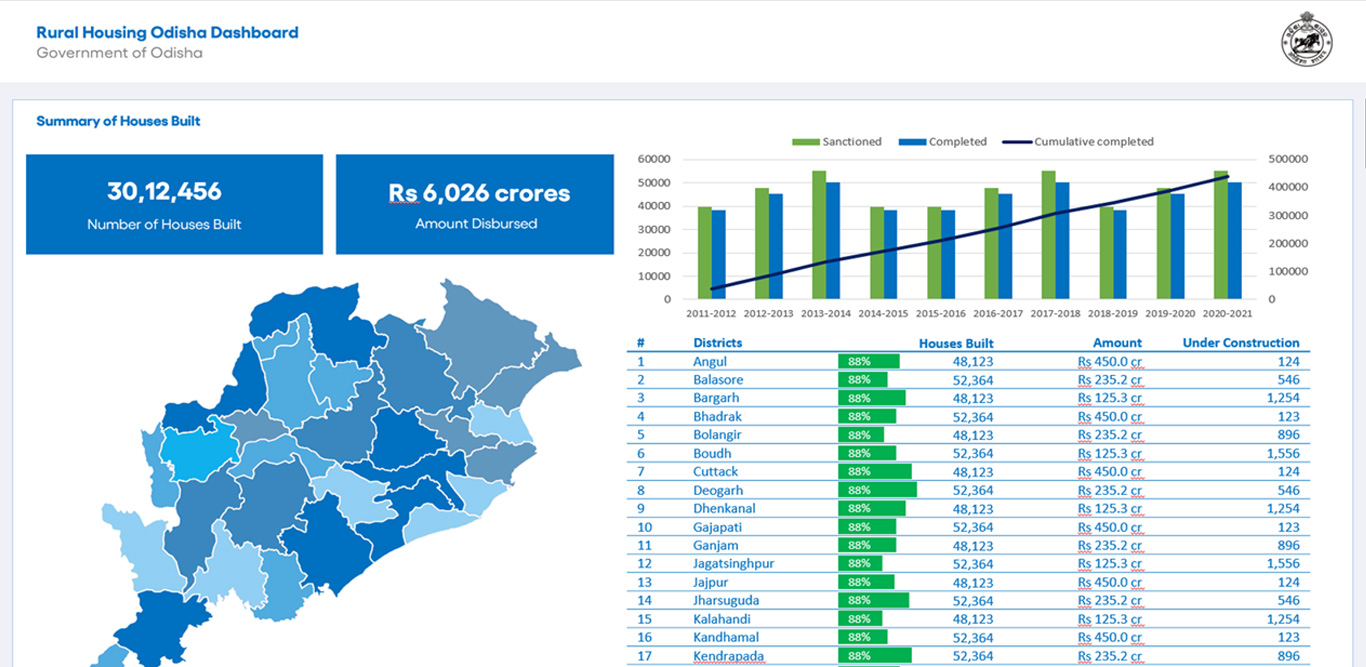 Rural Housing Odisha Dashboard
Government of Odisha
Summary of Houses Built
30,12,456
Number of Houses Built
Rs 6,026 crores
Amount Disbursed
Sanctioned Completed Cumulative completed
60000
50000
40000
30000
20000
10000
0
500000
400000
300000
200000
100000
0
2011-2012 2012-2013 2013-2014 2014-2015 2015-2016 2016-2017 2017-2018 2018-2019 2019-2020 2020-2021
# Districts Houses Built Amount Under Construction
1 Angul 88% 48,123 Rs 450.0 cr 124
2 Balasore 88% 52,364 Rs 235.2 cr 546
3 Bargarh 88% 48,123 Rs 125.3 cr 1,254
4 Bhadrak 88% 52,364 Rs 450.0 cr 123
5 Bolangir 88% 48,123 Rs 235.2 cr 896
6 Boudh 88% 52,364 Rs 125.3 cr 1,556
7 Cuttack 88% 48,123 Rs 450.0 cr 124
8 Deogarh 88% 52,364 Rs 235.2 cr 546
9 Dhenkanal 88% 48,123 Rs 125.3 cr 1,254
10 Gajapati 88% 52,364 Rs 450.0 cr 123
11 Ganjam 88% 48,123 Rs 235.2 cr 896
12 Jagatsinghpur 88% 52,364 Rs 125.3 cr 1,556
13 Jajpur 88% 48,123 Rs 450.0 cr 124
14 Jharsuguda 88% 52,364 Rs 235.2 cr 546
15 Kalahandi 88% 48,123 Rs 125.3 cr 1,254
16 Kandhamal 88% 52,364 Rs 450.0 cr 123
17 Kendrapada 88% 52,364 Rs 235.2 cr 896